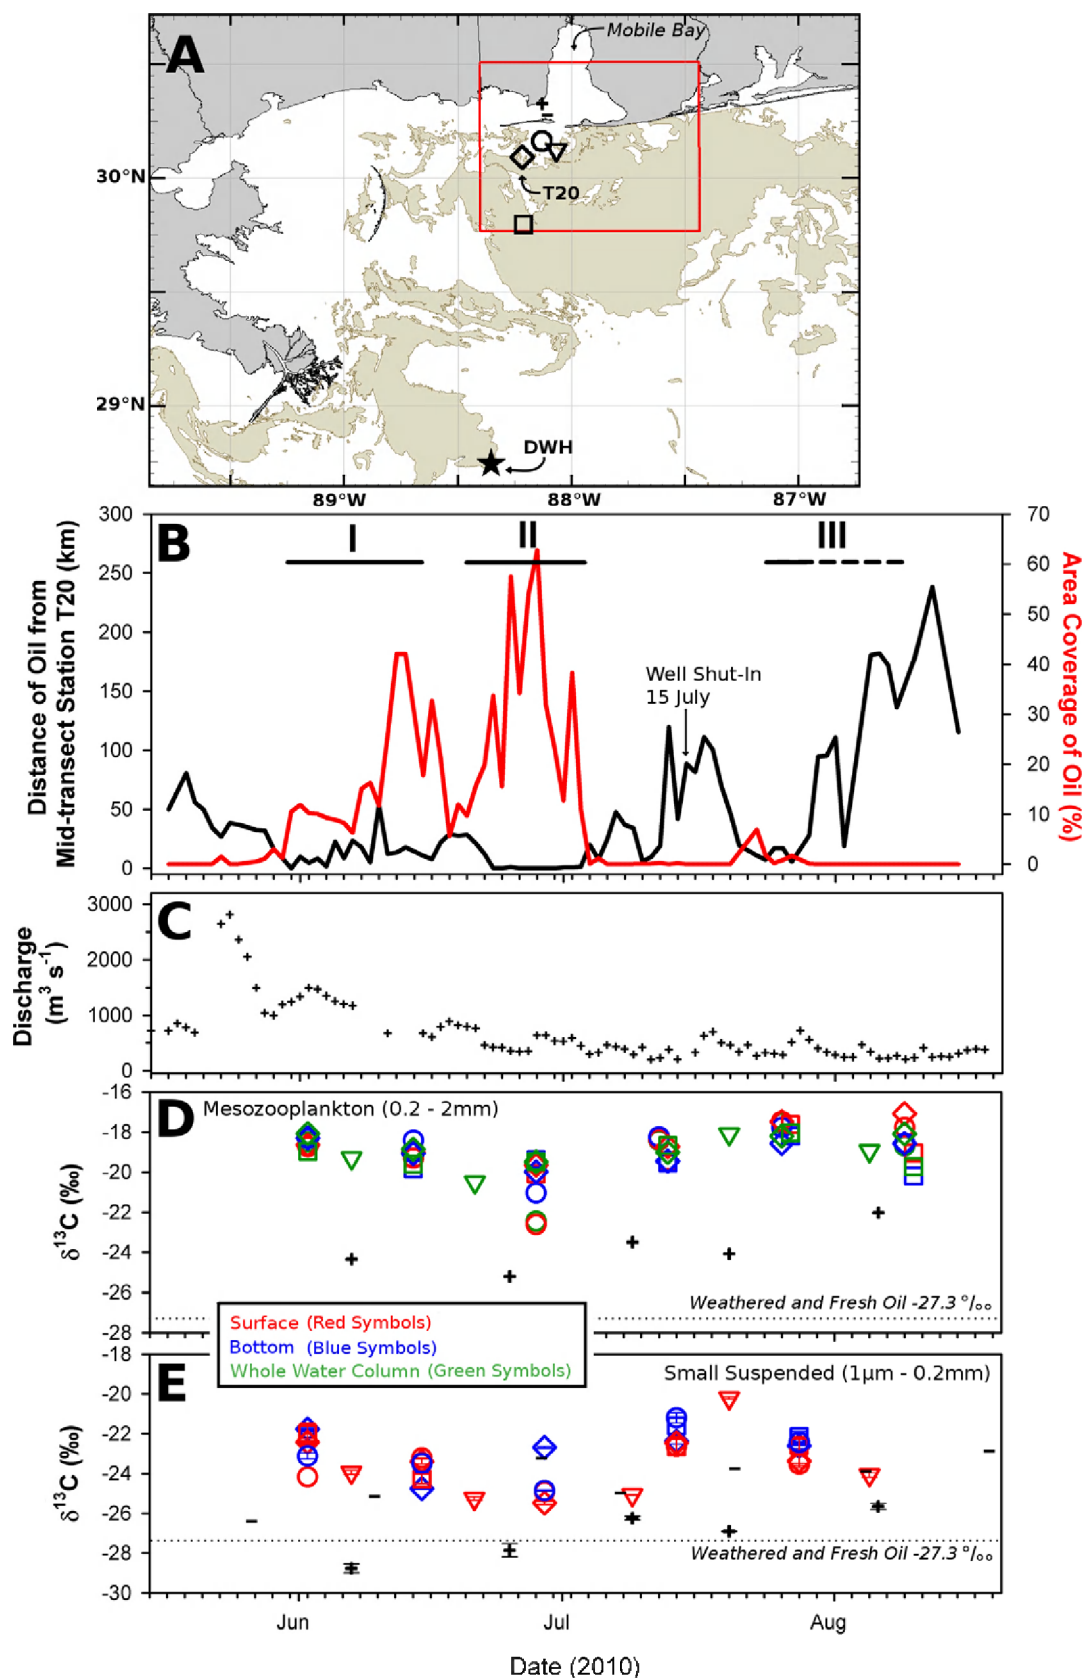 A
Mobile Bay
30°N
T20
29°N
DWH
89°W
88°W
87°W
B
I
II
III
Distance of Oil from
Mid-transect Station T20 (km)
300
250
200
150
100
50
0
Well Shut-In
15 July
70
60
50
40
30
20
10
0
Area Coverage of Oil (%)
C
Discharge
(m³ s⁻¹)
3000
2000
1000
0
D
Mesozooplankton (0.2 - 2mm)
δ¹³C (‰)
-16
-18
-20
-22
-24
-26
-28
Weathered and Fresh Oil -27.3 °/oo
Surface (Red Symbols)
Bottom (Blue Symbols)
Whole Water Column (Green Symbols)
E
Small Suspended (1µm - 0.2mm)
δ¹³C (‰)
-18
-20
-22
-24
-26
-28
-30
Weathered and Fresh Oil -27.3 °/oo
Jun
Jul
Aug
Date (2010)